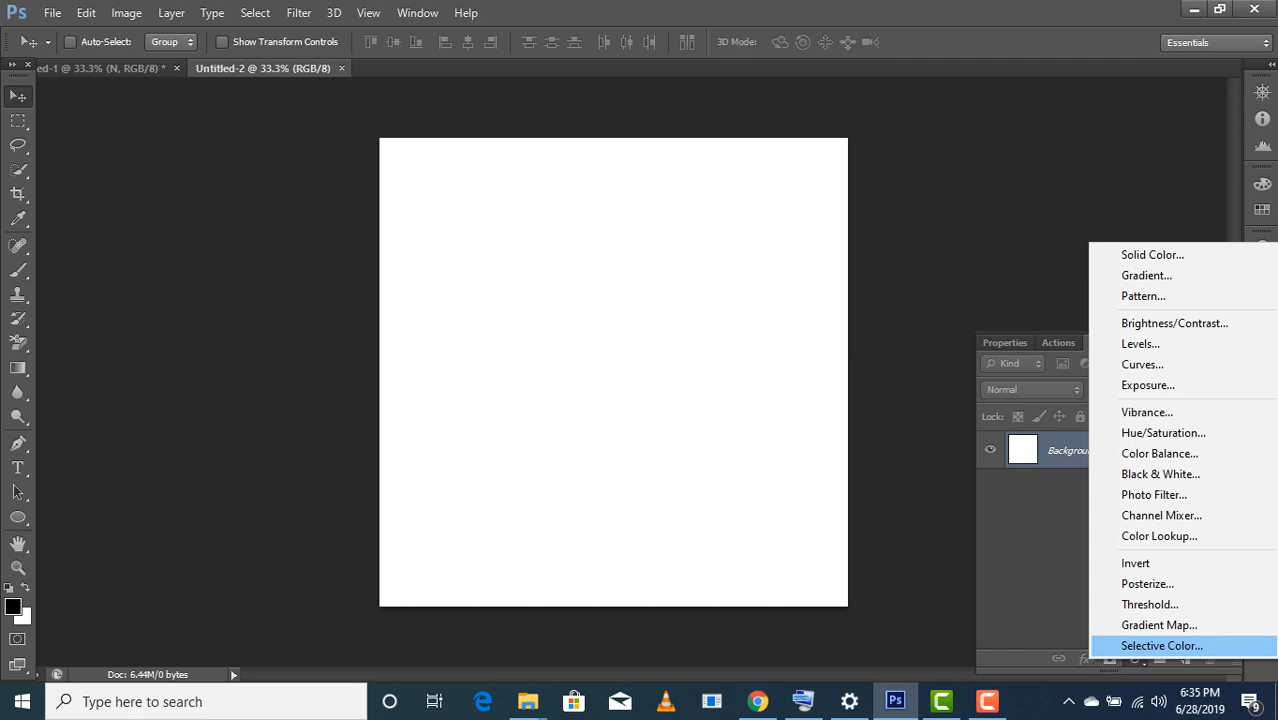 Ps File Edit Image Layer Type Select Filter 3D View Window Help
Auto-Select: Group Show Transform Controls 3D Mode: Essentials
ed-1 @ 33.3% (N, RGB/8) * × Untitled-2 @ 33.3% (RGB/8) ×
Solid Color...
Gradient...
Pattern...
Brightness/Contrast...
Properties Actions
Levels...
Kind
Curves...
Normal
Exposure...
Lock:
Vibrance...
Hue/Saturation...
Backgrou
Color Balance...
Black & White...
Photo Filter...
Channel Mixer...
Color Lookup...
Invert
Posterize...
Threshold...
Gradient Map...
Selective Color...
fx
Doc: 6.44M/0 bytes
Type here to search
Ps
6:35 PM
6/28/2019
9